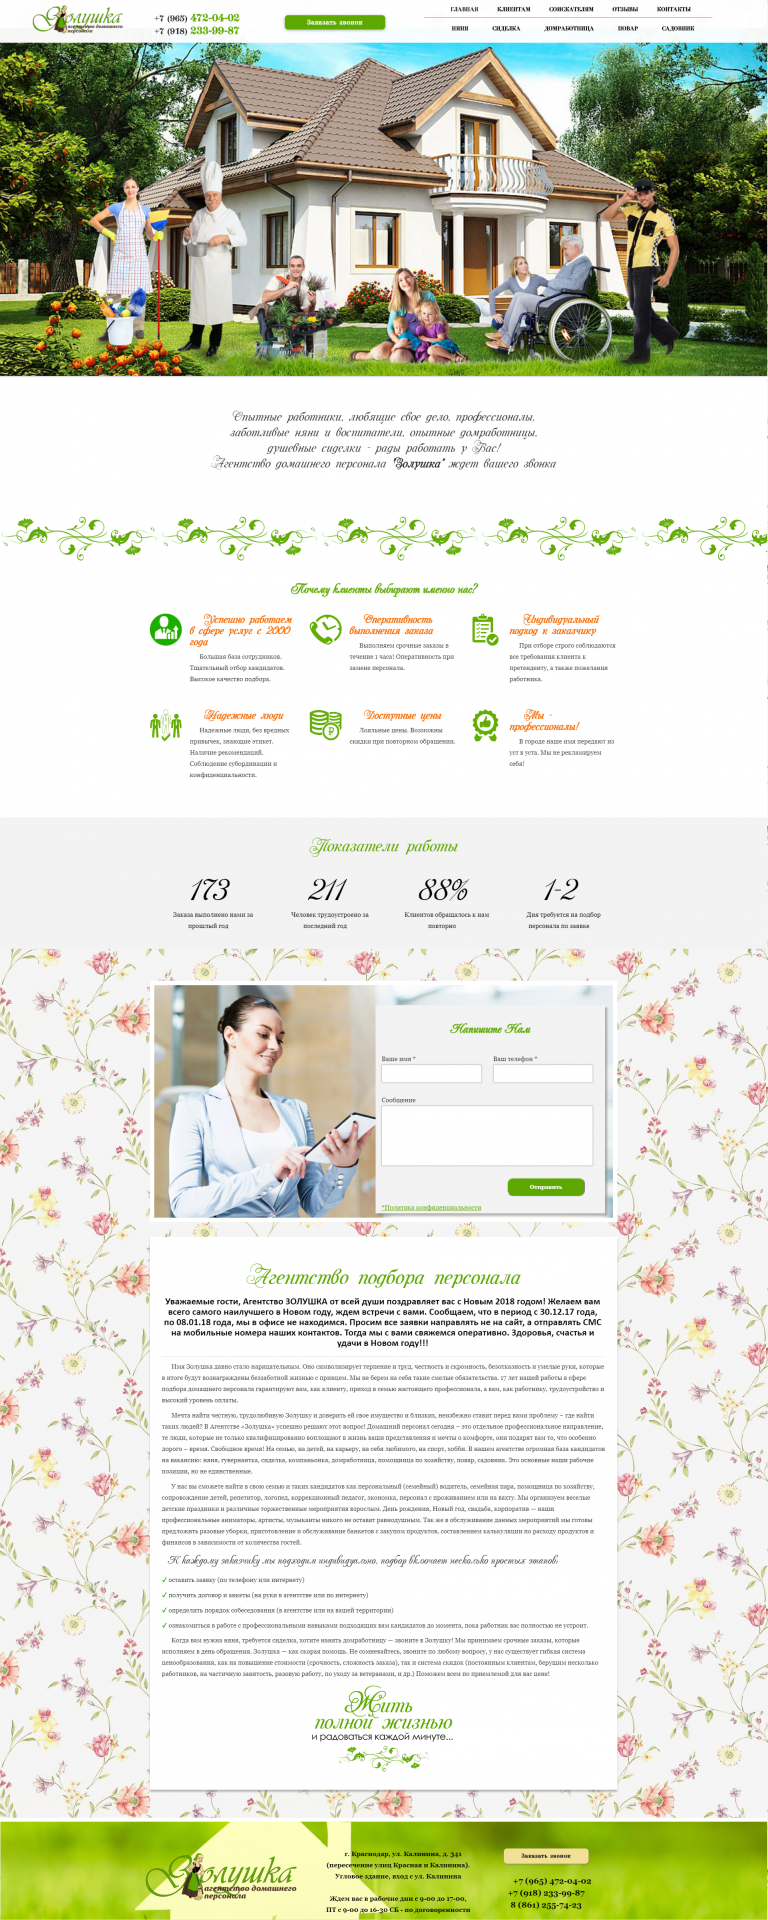 Золушка
агентство домашнего
персонала
+7 (965) 472-04-02
+7 (918) 233-99-87
Заказать звонок
ГЛАВНАЯ КЛИЕНТАМ СОИСКАТЕЛЯМ ОТЗЫВЫ КОНТАКТЫ
НЯНЯ СИДЕЛКА ДОМРАБОТНИЦА ПОВАР САДОВНИК
Опытные работники, любящие свое дело, профессионалы,
заботливые няни и воспитатели, опытные домработницы,
душевные сиделки - рады работать у Вас!
Агентство домашнего персонала "Золушка" ждет вашего звонка
Почему клиенты выбирают именно нас?
Успешно работаем
в сфере услуг с 2000
года
Большая база сотрудников.
Тщательный отбор кандидатов.
Высокое качество подбора.
Оперативность
выполнения заказа
Выполняем срочные заказы в
течение 1 часа! Оперативность при
замене персонала.
Индивидуальный
подход к заказчику
При отборе строго соблюдаются
все требования клиента к
претенденту, а также пожелания
работника.
Надежные люди
Надежные люди, без вредных
привычек, знающие этикет.
Наличие рекомендаций.
Соблюдение субординации и
конфиденциальности.
Доступные цены
Лояльные цены. Возможны
скидки при повторном обращении.
Мы -
профессионалы!
В городе наше имя передают из
уст в уста. Мы не рекламируем
себя!
Показатели работы
173
Заказа выполнено нами за
прошлый год
211
Человек трудоустроено за
последний год
88%
Клиентов обращалось к нам
повторно
1-2
Дня требуется на подбор
персонала по заявке
Напишите Нам
Ваше имя * Ваш телефон *
Сообщение
Отправить
*Политика конфиденциальности
Агентство подбора персонала
Уважаемые гости, Агентство ЗОЛУШКА от всей души поздравляет вас с Новым 2018 годом! Желаем вам
всего самого наилучшего в Новом году, ждем встречи с вами. Сообщаем, что в период с 30.12.17 года,
по 08.01.18 года, мы в офисе не находимся. Просим все заявки направлять не на сайт, а отправлять СМС
на мобильные номера наших контактов. Тогда мы с вами свяжемся оперативно. Здоровья, счастья и
удачи в Новом году!!!
Имя Золушка давно стало нарицательным. Оно символизирует терпение и труд, честность и скромность, безотказность и умелые руки, которые
в итоге будут вознаграждены беззаботной жизнью с принцем. Мы не берем на себя такие смелые обязательства. 17 лет нашей работы в сфере
подбора домашнего персонала гарантируют вам, как клиенту, приход в семью настоящего профессионала, а вам, как работнику, трудоустройство и
высокий уровень оплаты.
Мечта найти честную, трудолюбивую Золушку и доверить ей свое имущество и близких, неизбежно ставит перед вами проблему – где найти
таких людей? В Агентстве «Золушка» успешно решают этот вопрос! Домашний персонал сегодня – это отдельное профессиональное направление,
те люди, которые не только квалифицированно воплощают в жизнь ваши представления и мечты о комфорте, они подарят вам то, что особенно
дорого – время. Свободное время! На семью, на детей, на карьеру, на себя любимого, на спорт, хобби. В нашем агентстве огромная база кандидатов
на вакансию: няня, гувернантка, сиделка, компаньонка, домработница, помощница по хозяйству, повар, садовник. Это основные наши рабочие
позиции, но не единственные.
У нас вы сможете найти в свою семью и таких кандидатов как персональный (семейный) водитель, семейная пара, помощница по хозяйству,
сопровождение детей, репетитор, логопед, коррекционный педагог, экономка, персонал с проживанием или на вахту. Мы организуем веселые
детские праздники и различные торжественные мероприятия взрослым. День рождения, Новый год, свадьба, корпоратив — наши
профессиональные аниматоры, артисты, музыканты никого не оставят равнодушным. Так же в обслуживание данных мероприятий мы готовы
предложить разовые уборки, приготовление и обслуживание банкетов с закупом продуктов, составлением калькуляции по расходу продуктов и
финансов в зависимости от количества гостей.
К каждому заказчику мы подходим индивидуально, подбор включает несколько простых этапов:
✓ оставить заявку (по телефону или интернету)
✓ получить договор и анкеты (на руки в агентстве или по интернету)
✓ определить порядок собеседования (в агентстве или на вашей территории)
✓ ознакомиться в работе с профессиональными навыками подходящих вам кандидатов до момента, пока работник вас полностью не устроит.
Когда вам нужна няня, требуется сиделка, хотите нанять домработницу — звоните в Золушку! Мы принимаем срочные заказы, которые
исполняем в день обращения. Золушка — как скорая помощь. Не сомневайтесь, звоните по любому вопросу, у нас существует гибкая система
ценообразования, как на повышение стоимости (срочность, сложность заказа), так и система скидок (постоянным клиентам, берущим несколько
работников, на частичную занятость, разовую работу, по уходу за ветеранами, и др.) Поможем всем по приемлемой для вас цене!
Жить
полной жизнью
и радоваться каждой минуте...
Золушка
агентство домашнего
персонала
г. Краснодар, ул. Калинина, д. 341
(пересечение улиц Красная и Калинина).
Угловое здание, вход с ул. Калинина
Ждем вас в рабочие дни с 9-00 до 17-00,
ПТ с 9-00 до 16-30 СБ - по договоренности
Заказать звонок
+7 (965) 472-04-02
+7 (918) 233-99-87
8 (861) 255-74-23